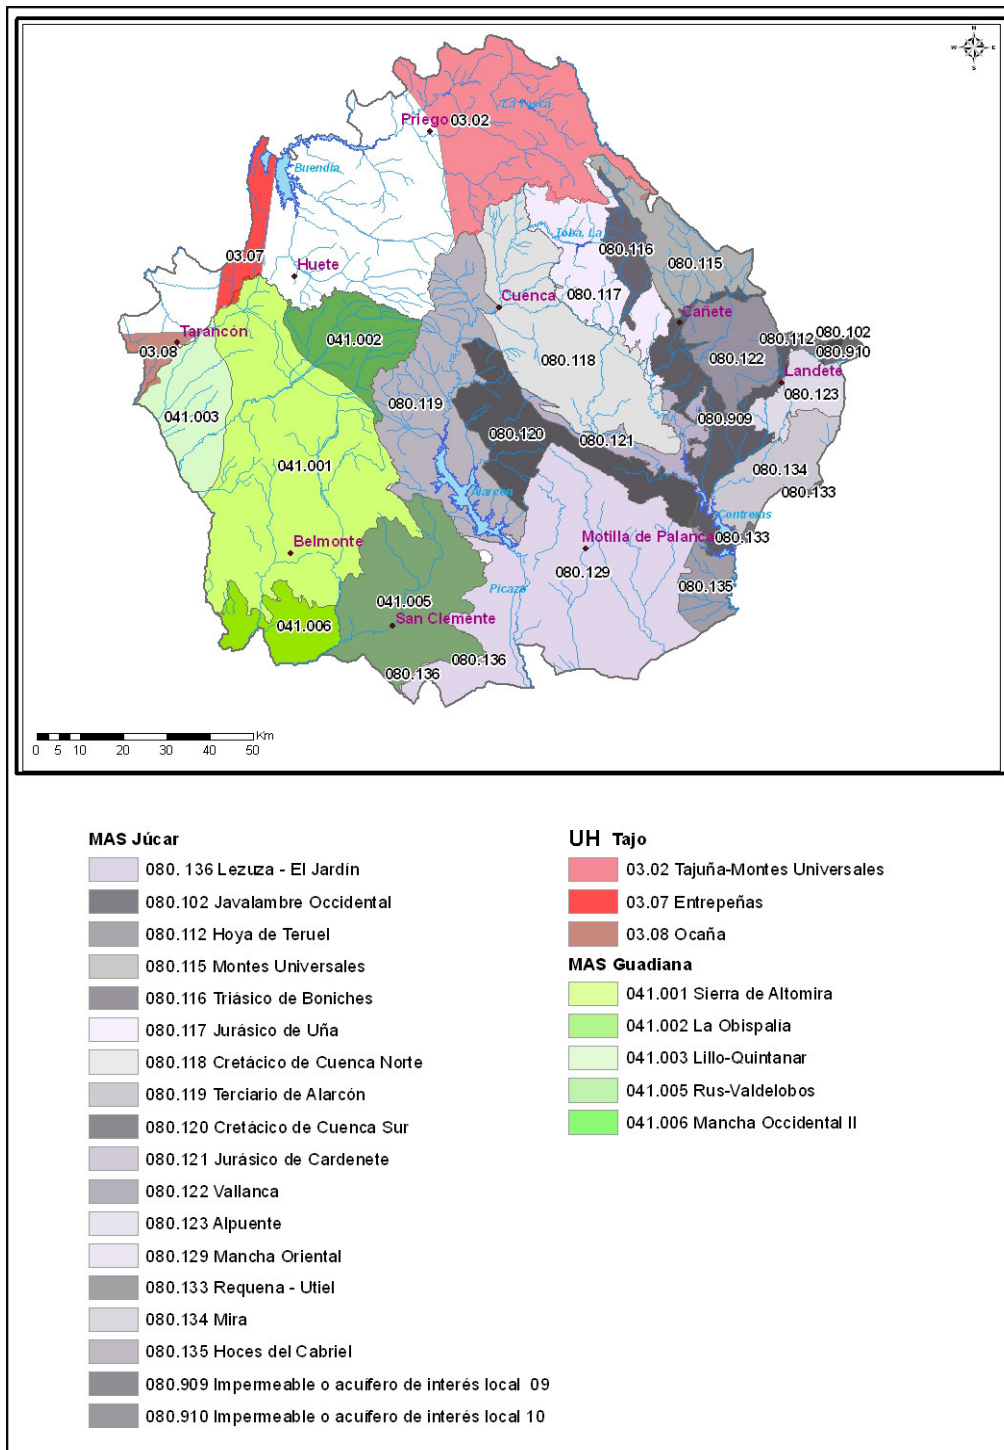 N
W E
S
La Tosca
Priego
03.02
Buendía
Toba, La
080.116
03.07
080.115
Huete
080.117
Cuenca
Cañete
Tarancón
041.002
080.112
080.102
080.910
03.08
080.118
080.122
Landete
080.119
080.123
041.003
080.909
080.120
080.121
041.001
080.134
Alarcón
080.133
Contreras
Motilla de Palanca
080.133
Belmonte
080.129
080.135
Picazo
041.005
San Clemente
041.006
080.136
080.136
Km
0 5 10 20 30 40 50
MAS Júcar
080. 136 Lezuza - El Jardín
080.102 Javalambre Occidental
080.112 Hoya de Teruel
080.115 Montes Universales
080.116 Triásico de Boniches
080.117 Jurásico de Uña
080.118 Cretácico de Cuenca Norte
080.119 Terciario de Alarcón
080.120 Cretácico de Cuenca Sur
080.121 Jurásico de Cardenete
080.122 Vallanca
080.123 Alpuente
080.129 Mancha Oriental
080.133 Requena - Utiel
080.134 Mira
080.135 Hoces del Cabriel
080.909 Impermeable o acuífero de interés local 09
080.910 Impermeable o acuífero de interés local 10
UH Tajo
03.02 Tajuña-Montes Universales
03.07 Entrepeñas
03.08 Ocaña
MAS Guadiana
041.001 Sierra de Altomira
041.002 La Obispalía
041.003 Lillo-Quintanar
041.005 Rus-Valdelobos
041.006 Mancha Occidental II